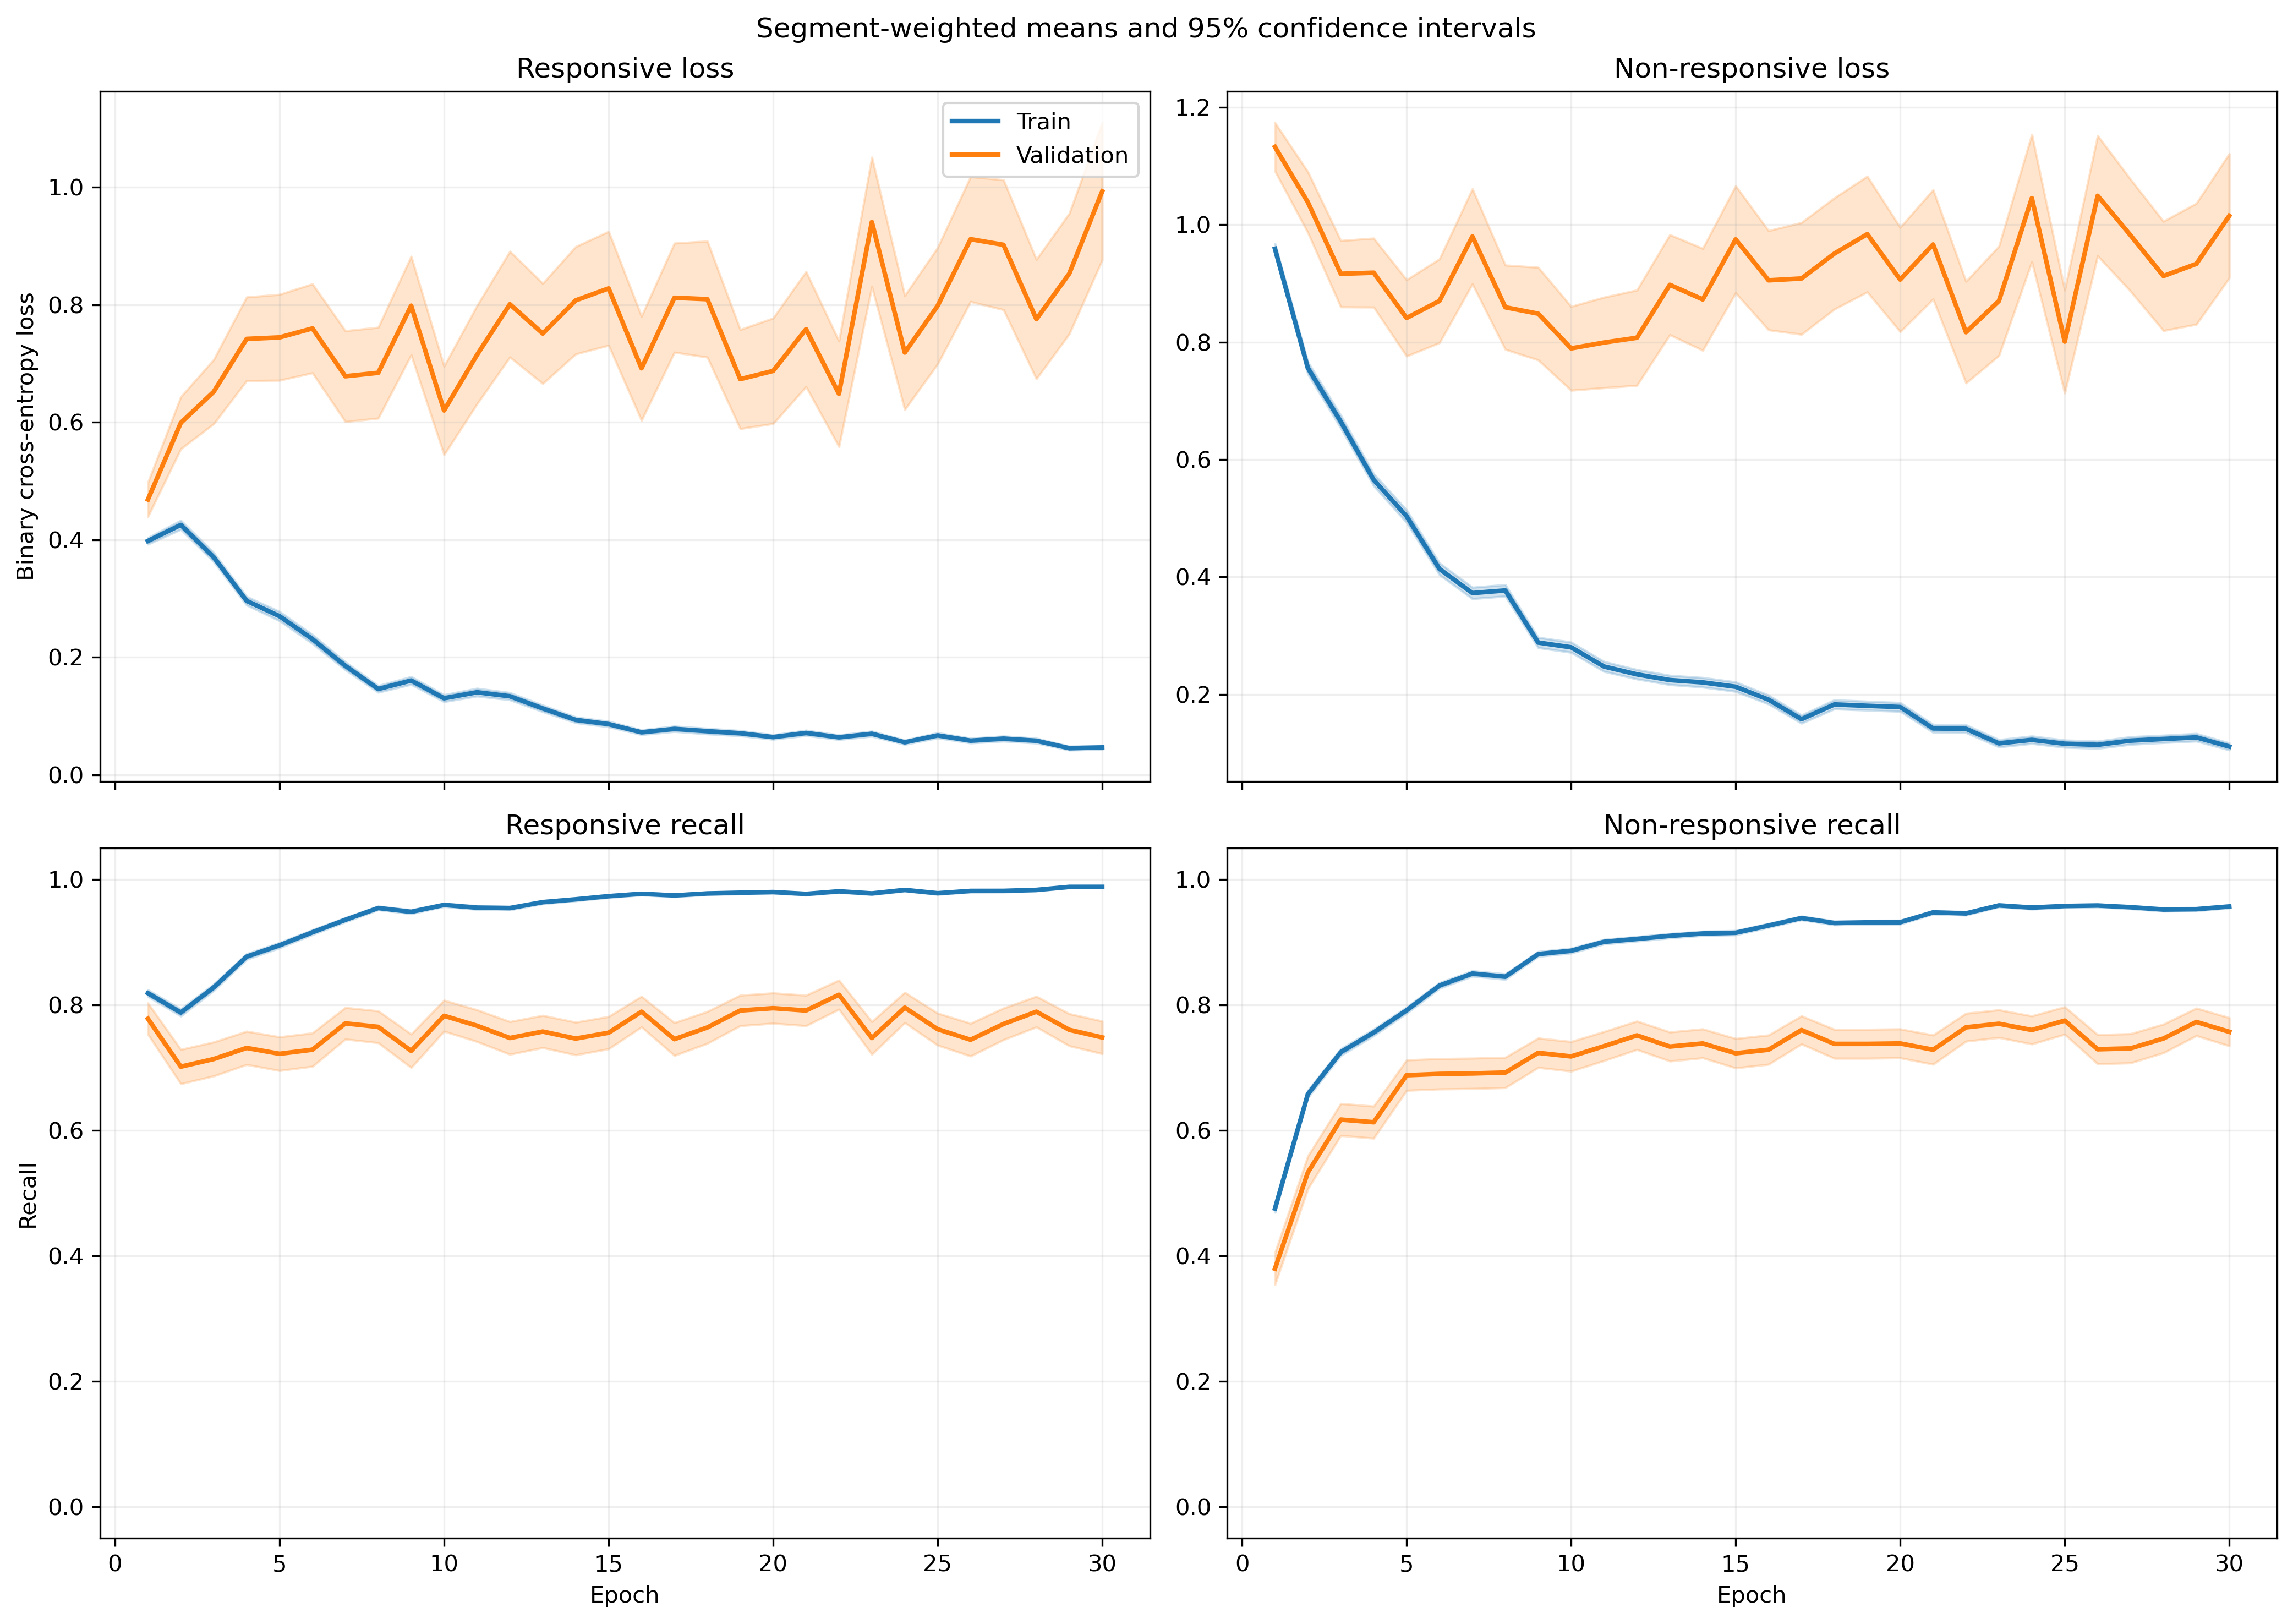 Segment-weighted means and 95% confidence intervals
Responsive loss
Non-responsive loss
Train
Validation
Binary cross-entropy loss
1.0
0.8
0.6
0.4
0.2
0.0
1.2
1.0
0.8
0.6
0.4
0.2
Responsive recall
Non-responsive recall
Recall
1.0
0.8
0.6
0.4
0.2
0.0
1.0
0.8
0.6
0.4
0.2
0.0
0 5 10 15 20 25 30
0 5 10 15 20 25 30
Epoch
Epoch